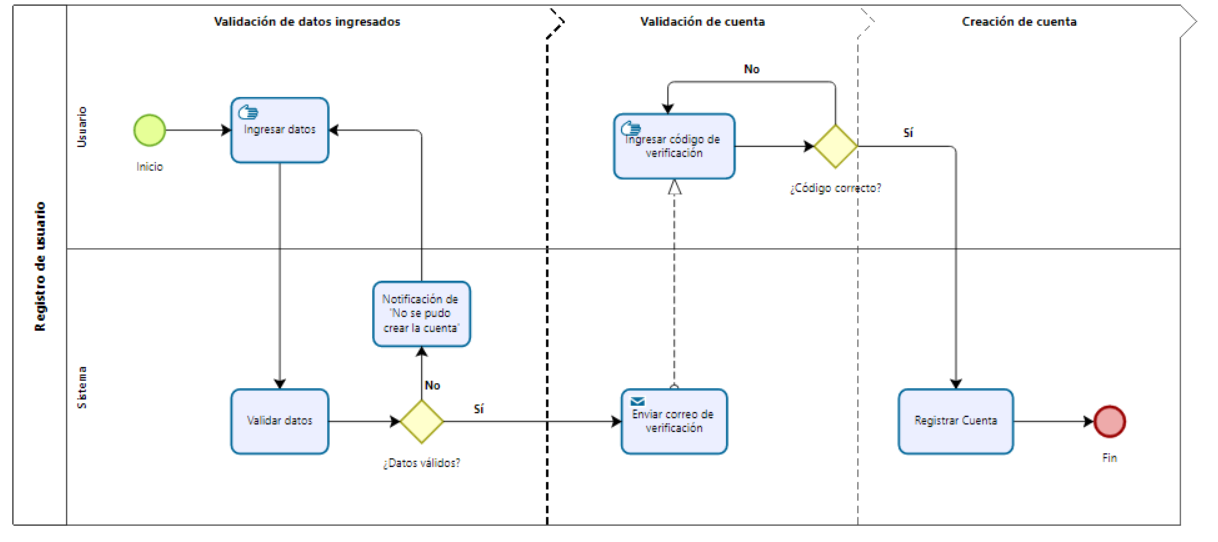 Validación de datos ingresados
Validación de cuenta
Creación de cuenta
Registro de usuario
Usuario
Inicio
Ingresar datos
Ingresar código de
verificación
No
Sí
¿Código correcto?
Sistema
Notificación de
'No se pudo
crear la cuenta'
No
Validar datos
Sí
¿Datos válidos?
Enviar correo de
verificación
Registrar Cuenta
Fin